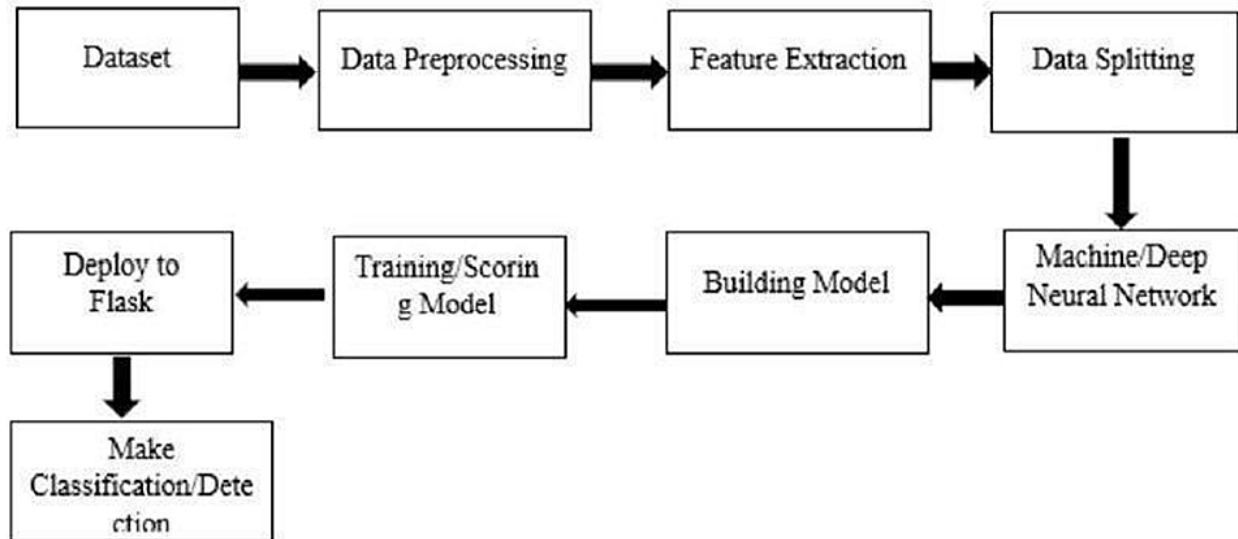 Dataset
Data Preprocessing
Feature Extraction
Data Splitting
Machine/Deep
Neural Network
Building Model
Training/Scorin
g Model
Deploy to
Flask
Make
Classification/Dete
ction